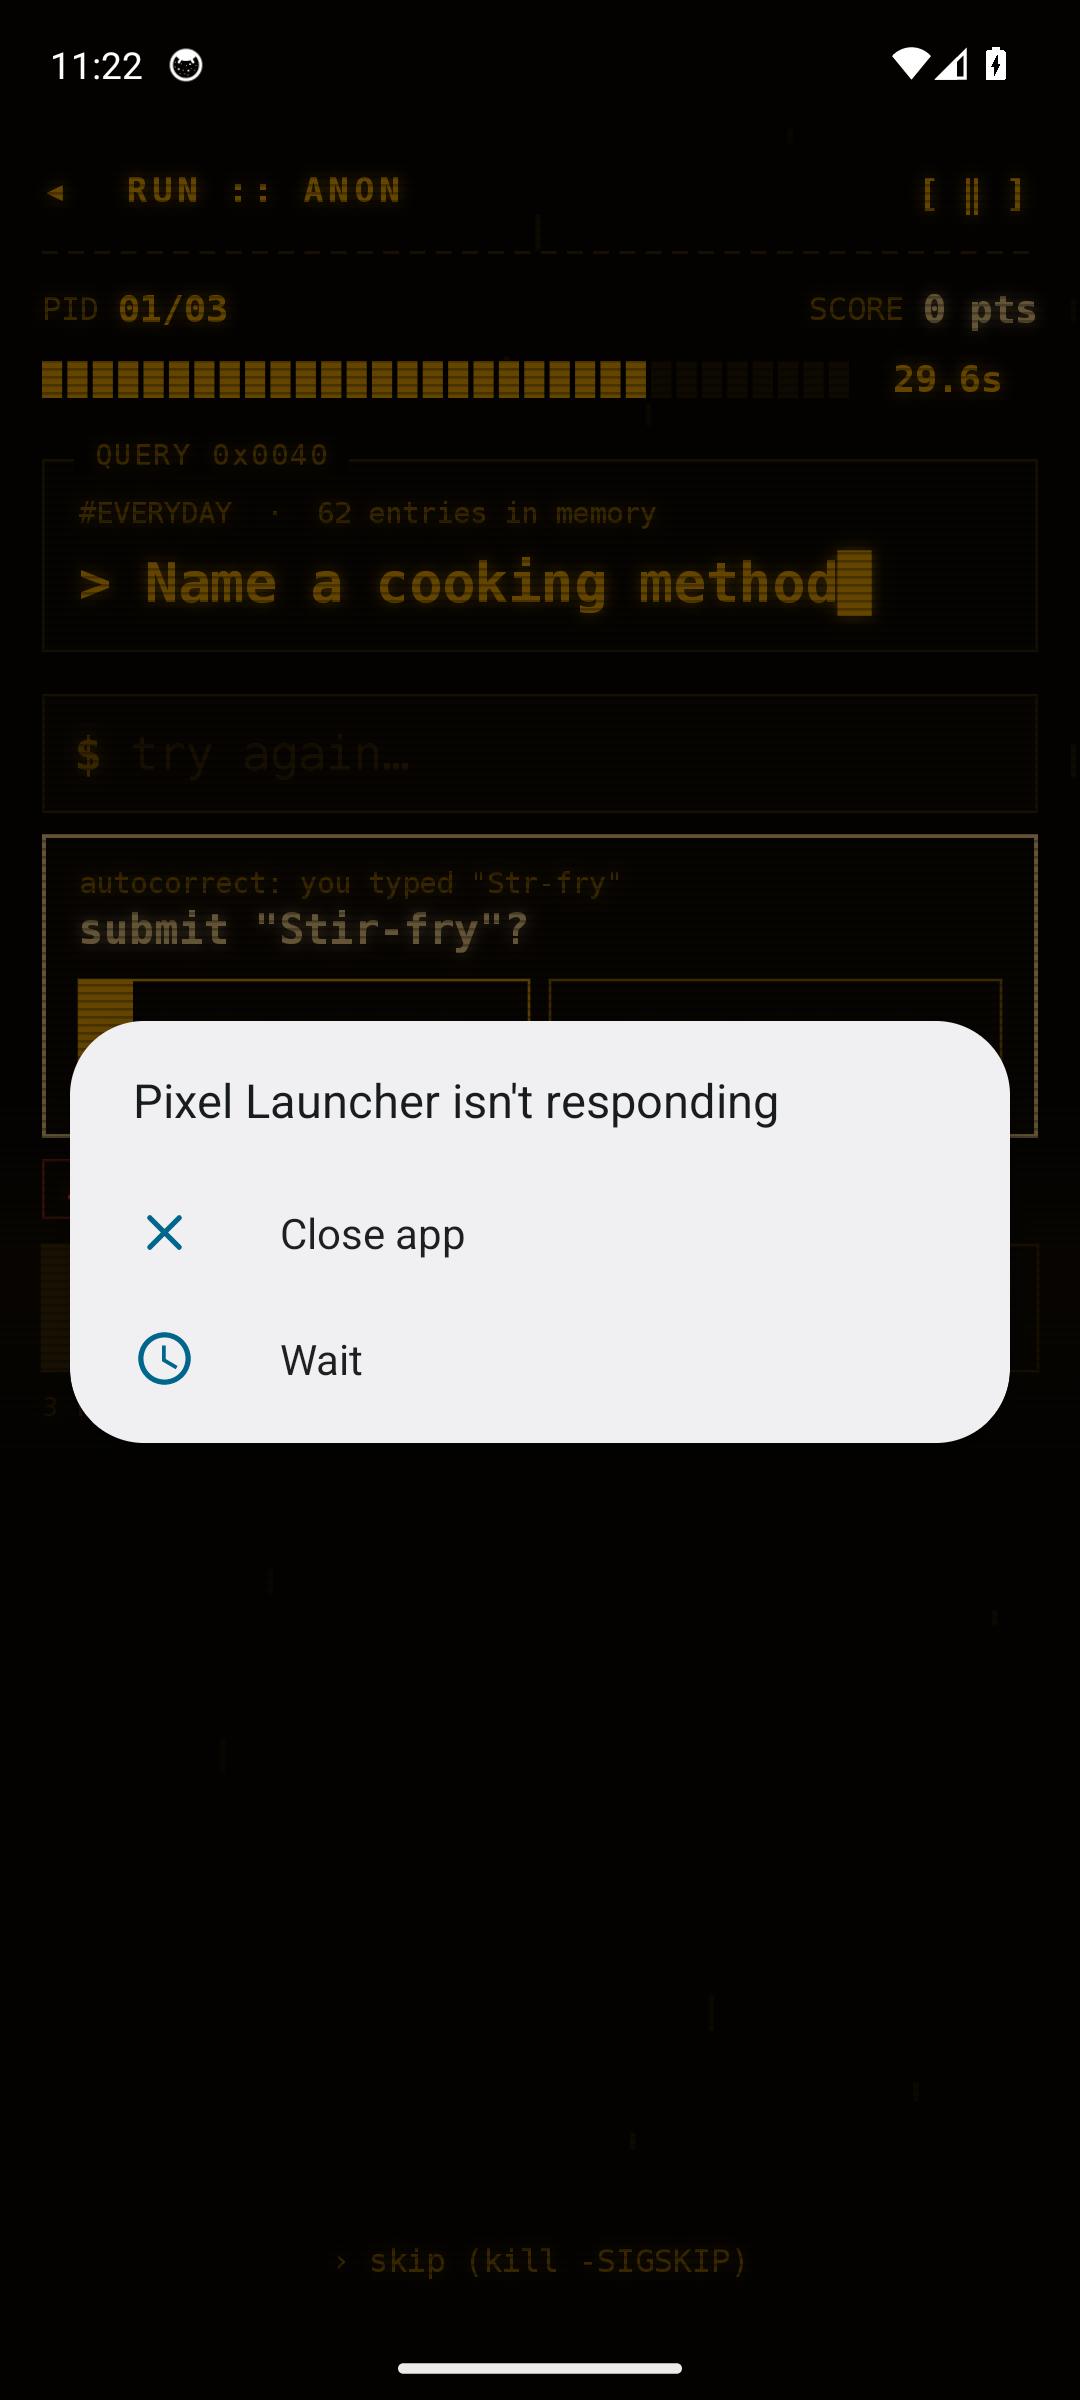 11:22
◂ RUN :: ANON [ ‖ ]
PID 01/03 SCORE 0 pts
29.6s
QUERY 0x0040
#EVERYDAY · 62 entries in memory
> Name a cooking method
$ try again…
autocorrect: you typed "Str-fry"
submit "Stir-fry"?
Pixel Launcher isn't responding
Close app
Wait
3
› skip (kill -SIGSKIP)